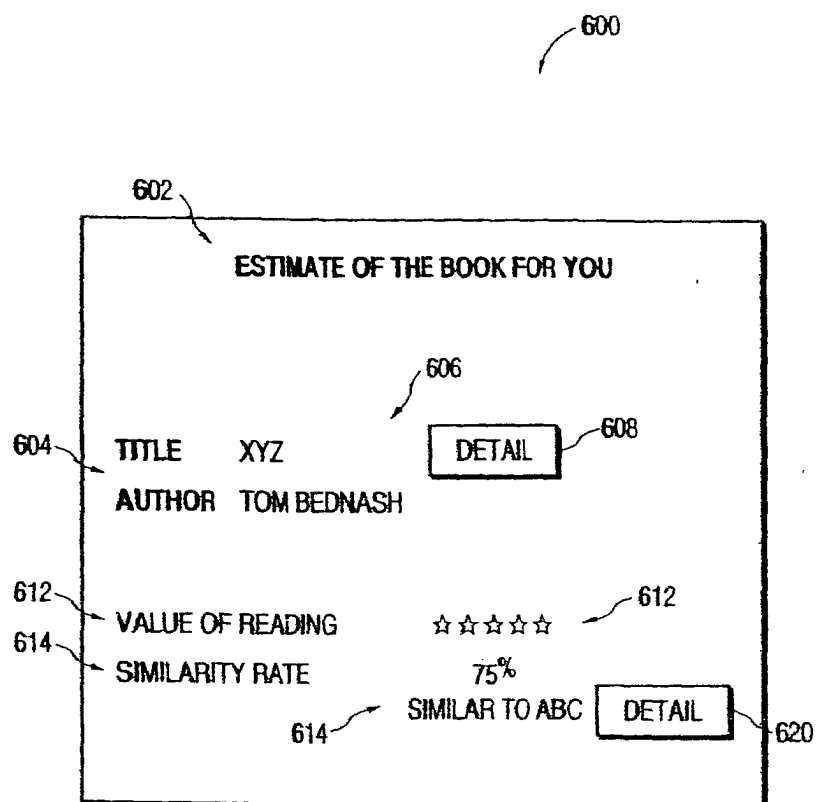 600
602
ESTIMATE OF THE BOOK FOR YOU
606
604 TITLE XYZ DETAIL 608
AUTHOR TOM BEDNASH
612 VALUE OF READING ☆☆☆☆☆ 612
614 SIMILARITY RATE 75%
614 SIMILAR TO ABC DETAIL 620